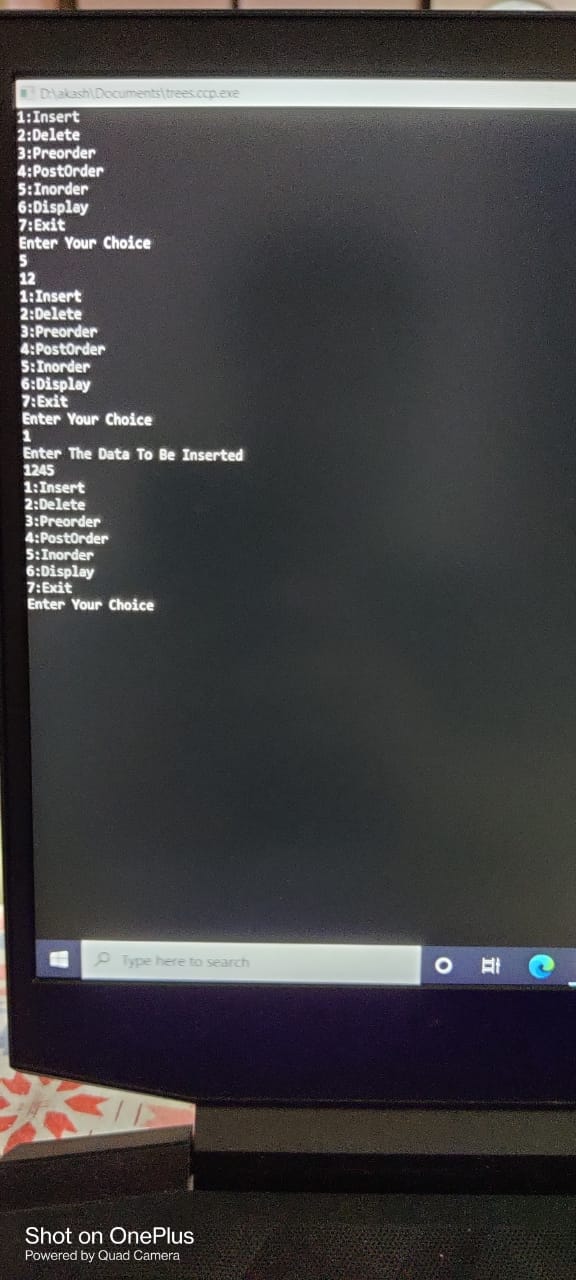 D:\akash\Documents\trees.ccp.exe
1:Insert
2:Delete
3:Preorder
4:PostOrder
5:Inorder
6:Display
7:Exit
Enter Your Choice
5
12
1:Insert
2:Delete
3:Preorder
4:PostOrder
5:Inorder
6:Display
7:Exit
Enter Your Choice
1
Enter The Data To Be Inserted
1245
1:Insert
2:Delete
3:Preorder
4:PostOrder
5:Inorder
6:Display
7:Exit
Enter Your Choice
Type here to search
Shot on OnePlus
Powered by Quad Camera